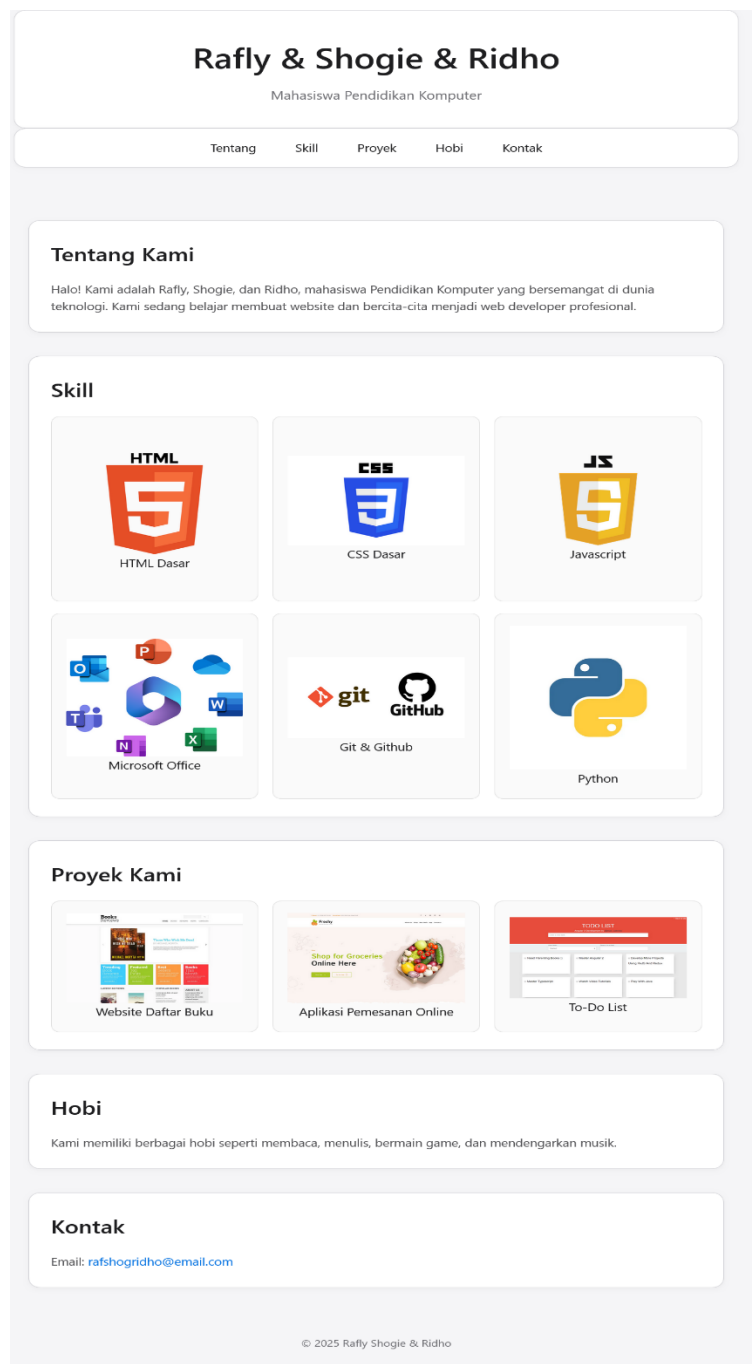 Rafly & Shogie & Ridho
Mahasiswa Pendidikan Komputer
Tentang Skill Proyek Hobi Kontak
Tentang Kami
Halo! Kami adalah Rafly, Shogie, dan Ridho, mahasiswa Pendidikan Komputer yang bersemangat di dunia
teknologi. Kami sedang belajar membuat website dan bercita-cita menjadi web developer profesional.
Skill
HTML
HTML Dasar
CSS
CSS Dasar
JS
Javascript
Microsoft Office
git GitHub
Git & Github
Python
Proyek Kami
Books
Website Daftar Buku
Shop for Groceries
Online Here
Aplikasi Pemesanan Online
TODO LIST
To-Do List
Hobi
Kami memiliki berbagai hobi seperti membaca, menulis, bermain game, dan mendengarkan musik.
Kontak
Email: rafshogridho@email.com
© 2025 Rafly Shogie & Ridho